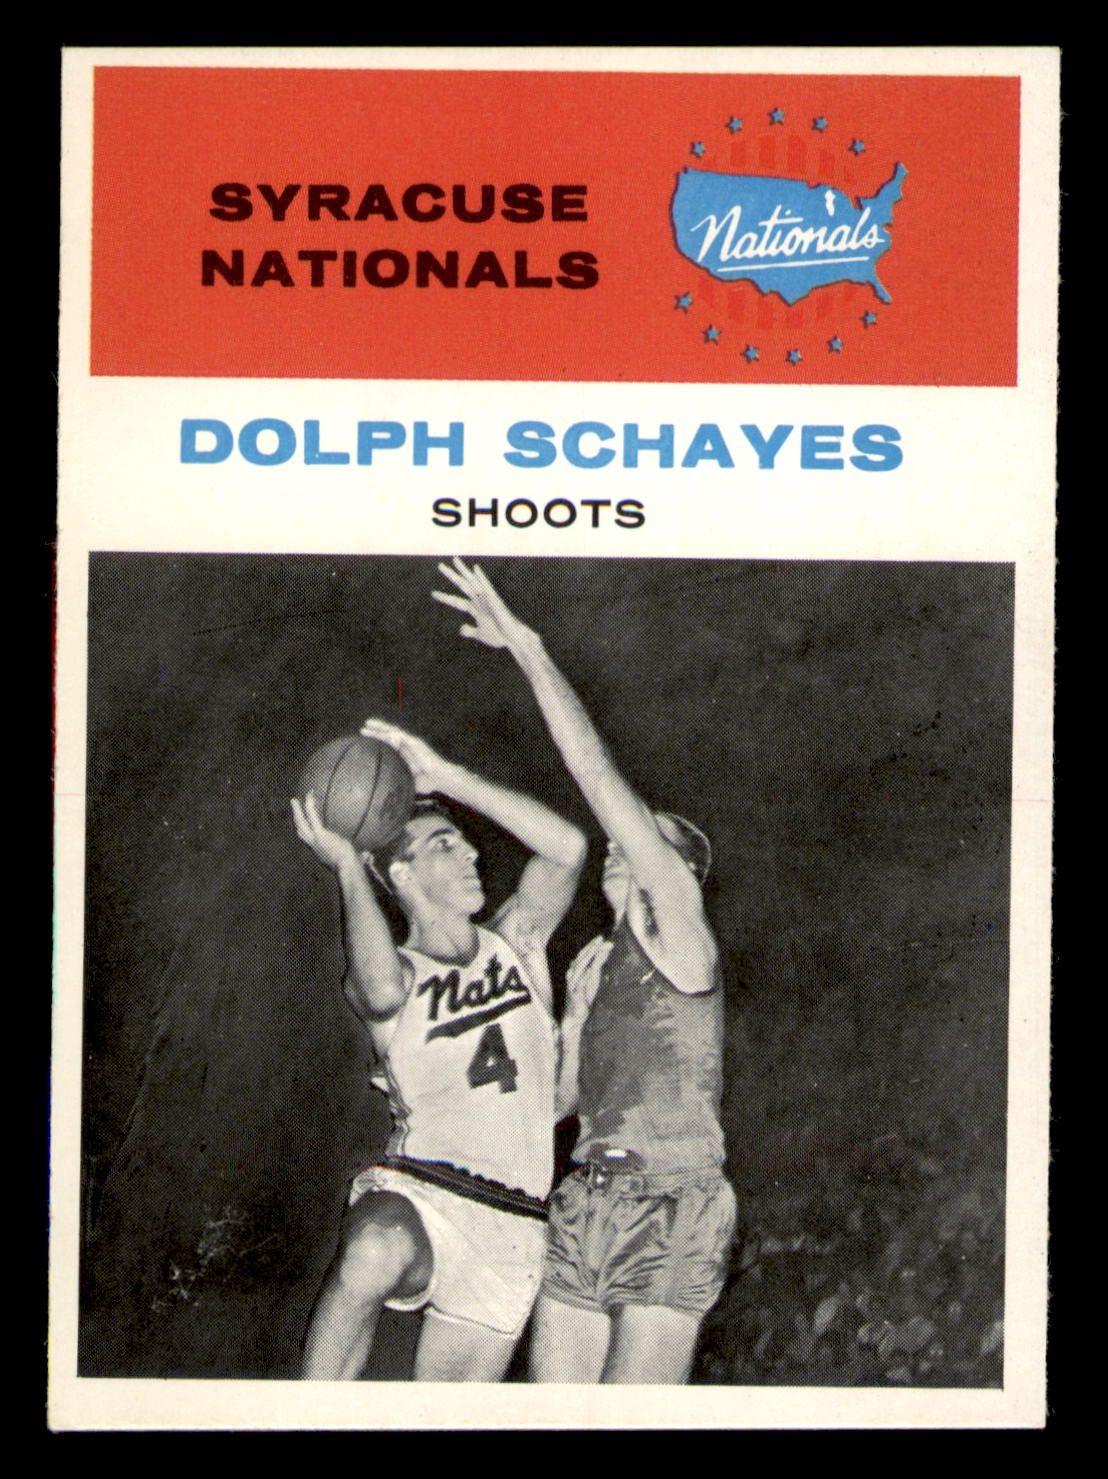 SYRACUSE
NATIONALS
Nationals
DOLPH SCHAYES
SHOOTS
Nats
4